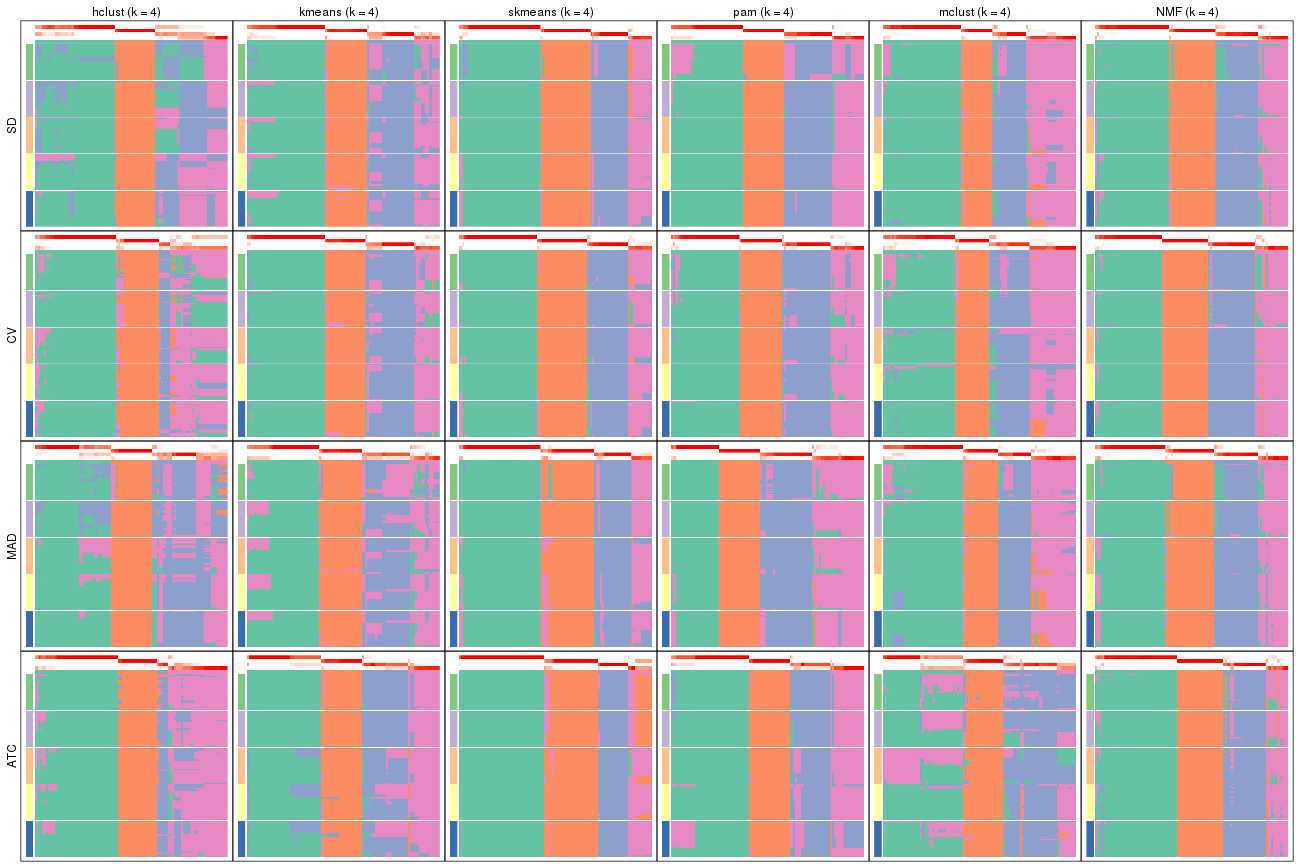 hclust (k = 4) kmeans (k = 4) skmeans (k = 4) pam (k = 4) mclust (k = 4) NMF (k = 4)
SD
CV
MAD
ATC